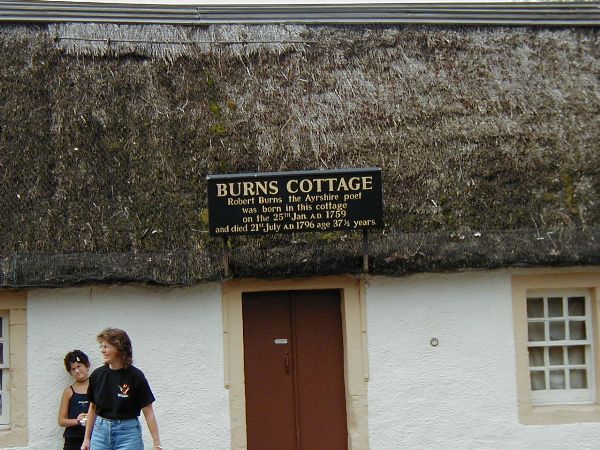 BURNS COTTAGE
Robert Burns the Ayrshire poet
was born in this cottage
on the 25TH Jan. A.D. 1759
and died 21ST July A.D. 1796 age 37½ years.